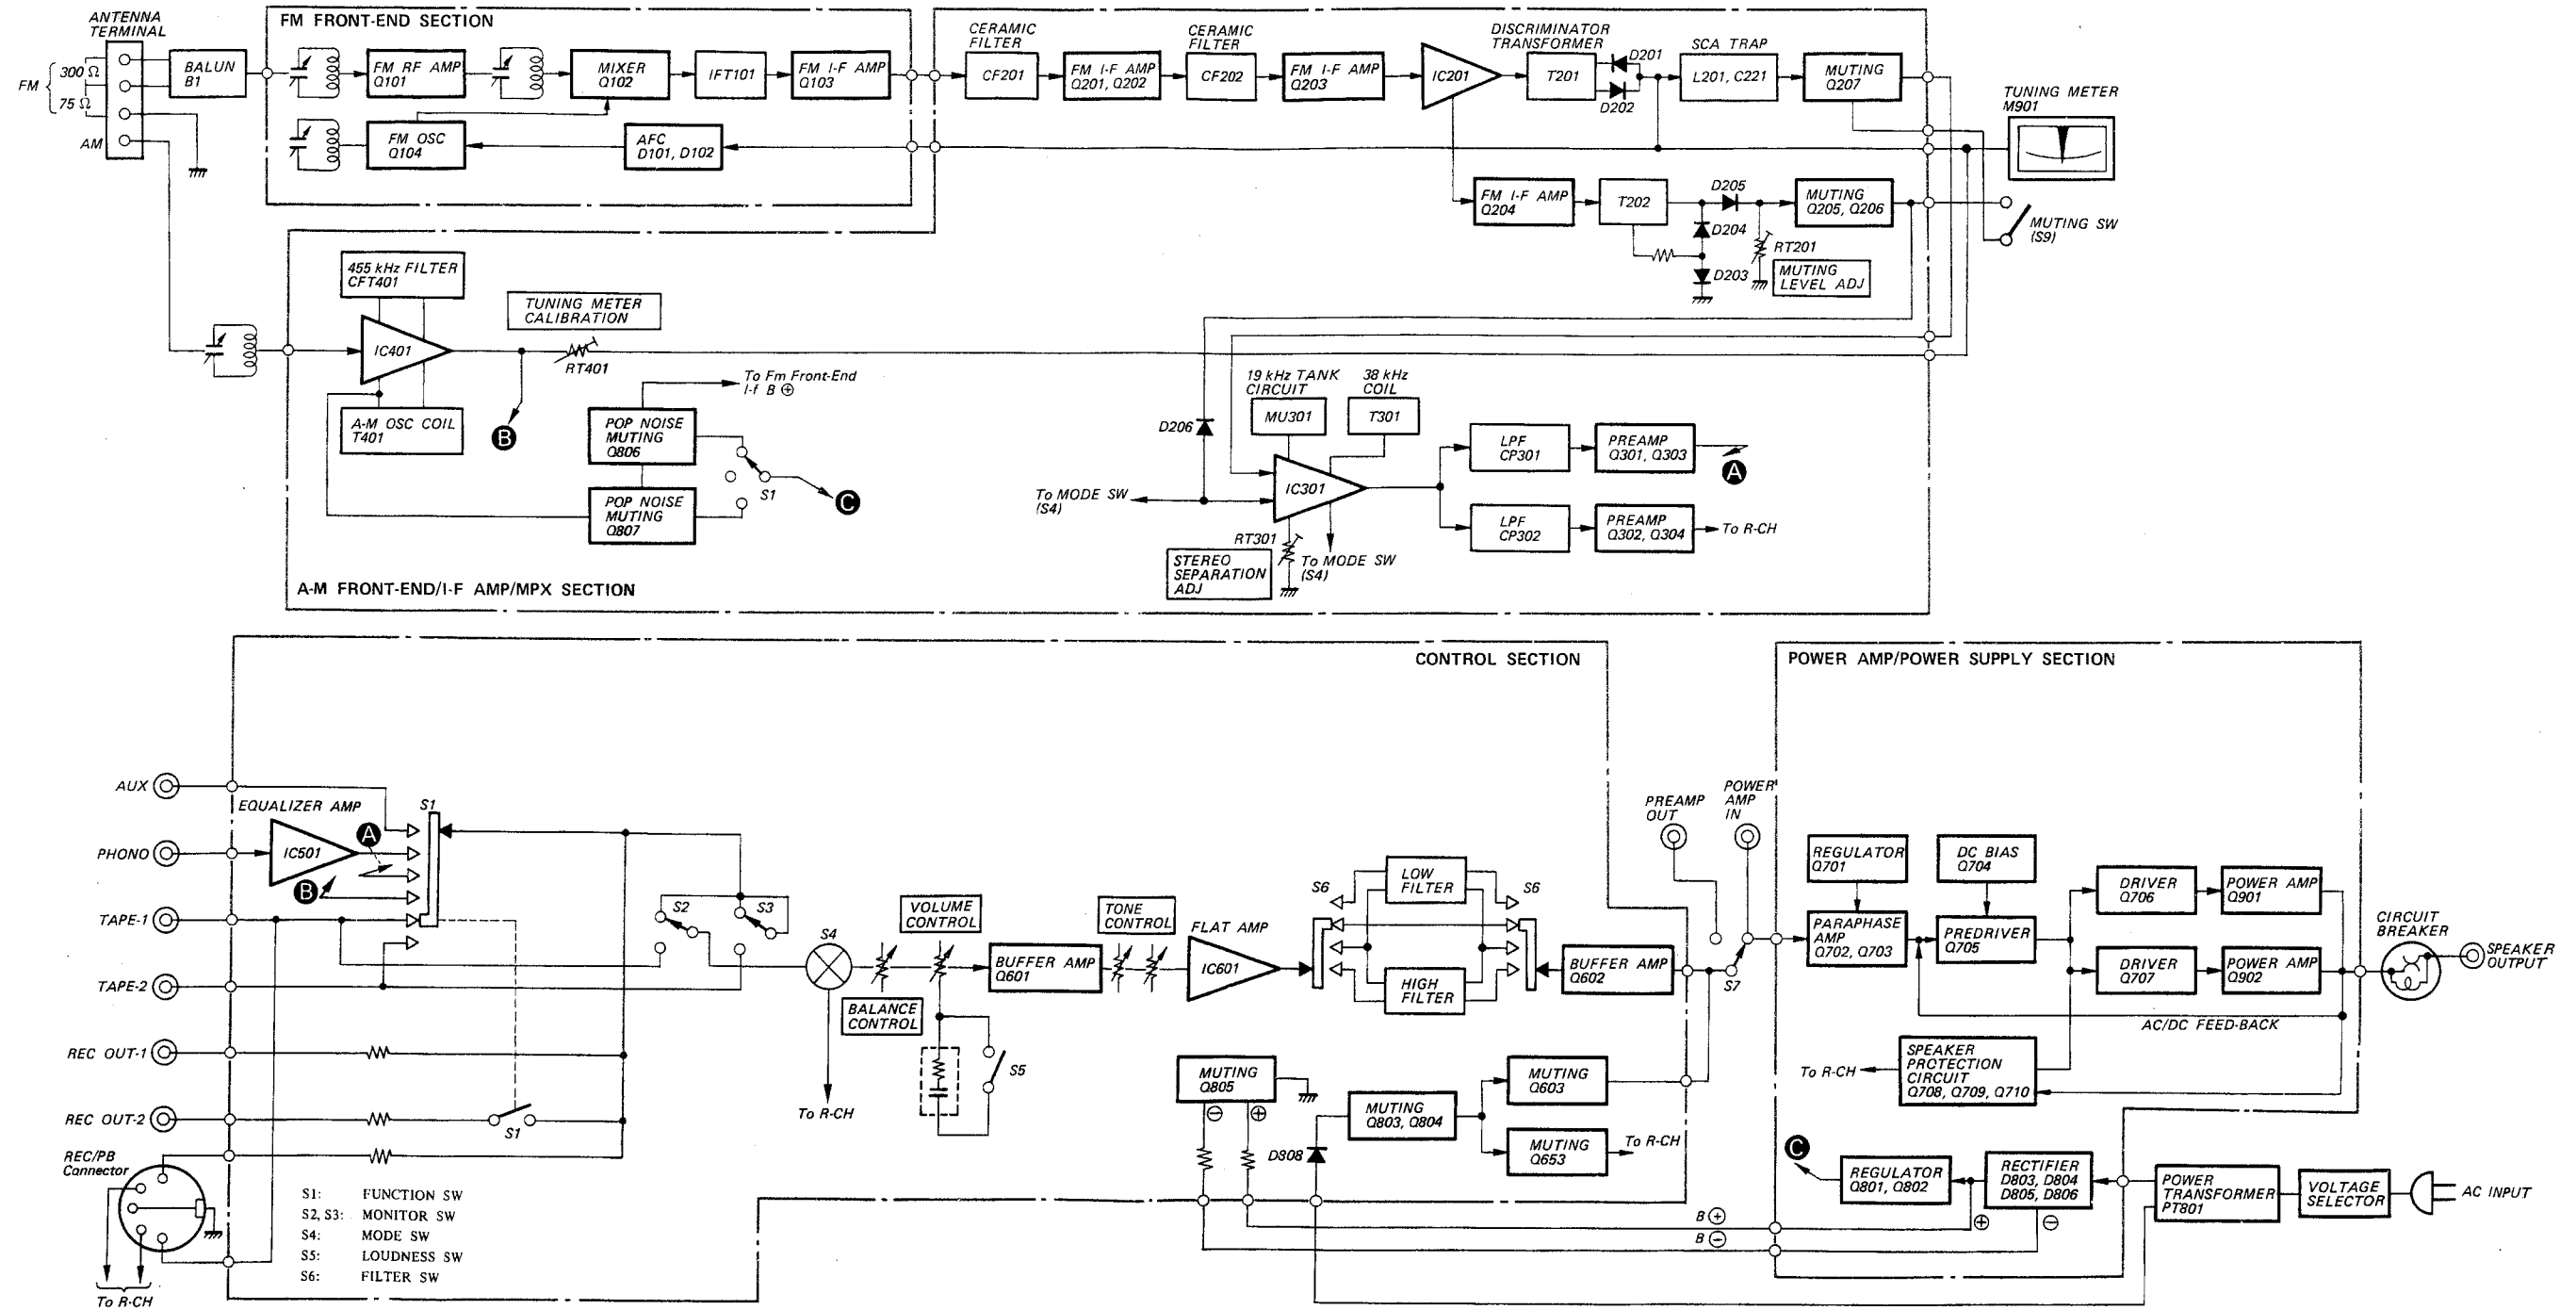 ANTENNA
TERMINAL
FM
300 Ω
75 Ω
AM
BALUN
B1
FM FRONT-END SECTION
FM RF AMP
Q101
MIXER
Q102
IFT101
FM I-F AMP
Q103
FM OSC
Q104
AFC
D101, D102
CERAMIC
FILTER
CF201
FM I-F AMP
Q201, Q202
CERAMIC
FILTER
CF202
FM I-F AMP
Q203
IC201
DISCRIMINATOR
TRANSFORMER
T201
D201
D202
SCA TRAP
L201, C221
MUTING
Q207
TUNING METER
M901
FM I-F AMP
Q204
T202
D205
D204
D203
MUTING
Q205, Q206
RT201
MUTING
LEVEL ADJ
MUTING SW
(S9)
455 kHz FILTER
CFT401
IC401
A-M OSC COIL
T401
TUNING METER
CALIBRATION
RT401
B
To Fm Front-End
I-f B ⊕
POP NOISE
MUTING
Q806
POP NOISE
MUTING
Q807
S1
C
D206
19 kHz TANK
CIRCUIT
MU301
38 kHz
COIL
T301
To MODE SW
(S4)
IC301
RT301
STEREO
SEPARATION
ADJ
To MODE SW
(S4)
LPF
CP301
PREAMP
Q301, Q303
A
LPF
CP302
PREAMP
Q302, Q304
To R-CH
A-M FRONT-END/I-F AMP/MPX SECTION
CONTROL SECTION
POWER AMP/POWER SUPPLY SECTION
AUX
PHONO
TAPE-1
TAPE-2
REC OUT-1
REC OUT-2
REC/PB
Connector
To R-CH
EQUALIZER AMP
IC501
A
B
S1
S1
S2
S3
S4
To R-CH
BALANCE
CONTROL
VOLUME
CONTROL
S5
BUFFER AMP
Q601
TONE
CONTROL
FLAT AMP
IC601
S6
LOW
FILTER
HIGH
FILTER
S6
BUFFER AMP
Q602
PREAMP
OUT
POWER
AMP
IN
S7
MUTING
Q805
⊖
⊕
D808
MUTING
Q803, Q804
MUTING
Q603
MUTING
Q653
To R-CH
REGULATOR
Q701
DC BIAS
Q704
PARAPHASE
AMP
Q702, Q703
PREDRIVER
Q705
DRIVER
Q706
POWER AMP
Q901
DRIVER
Q707
POWER AMP
Q902
CIRCUIT
BREAKER
SPEAKER
OUTPUT
AC/DC FEED-BACK
SPEAKER
PROTECTION
CIRCUIT
Q708, Q709, Q710
To R-CH
C
REGULATOR
Q801, Q802
RECTIFIER
D803, D804
D805, D806
POWER
TRANSFORMER
PT801
VOLTAGE
SELECTOR
AC INPUT
⊕
⊖
B ⊕
B ⊖
S1: FUNCTION SW
S2, S3: MONITOR SW
S4: MODE SW
S5: LOUDNESS SW
S6: FILTER SW